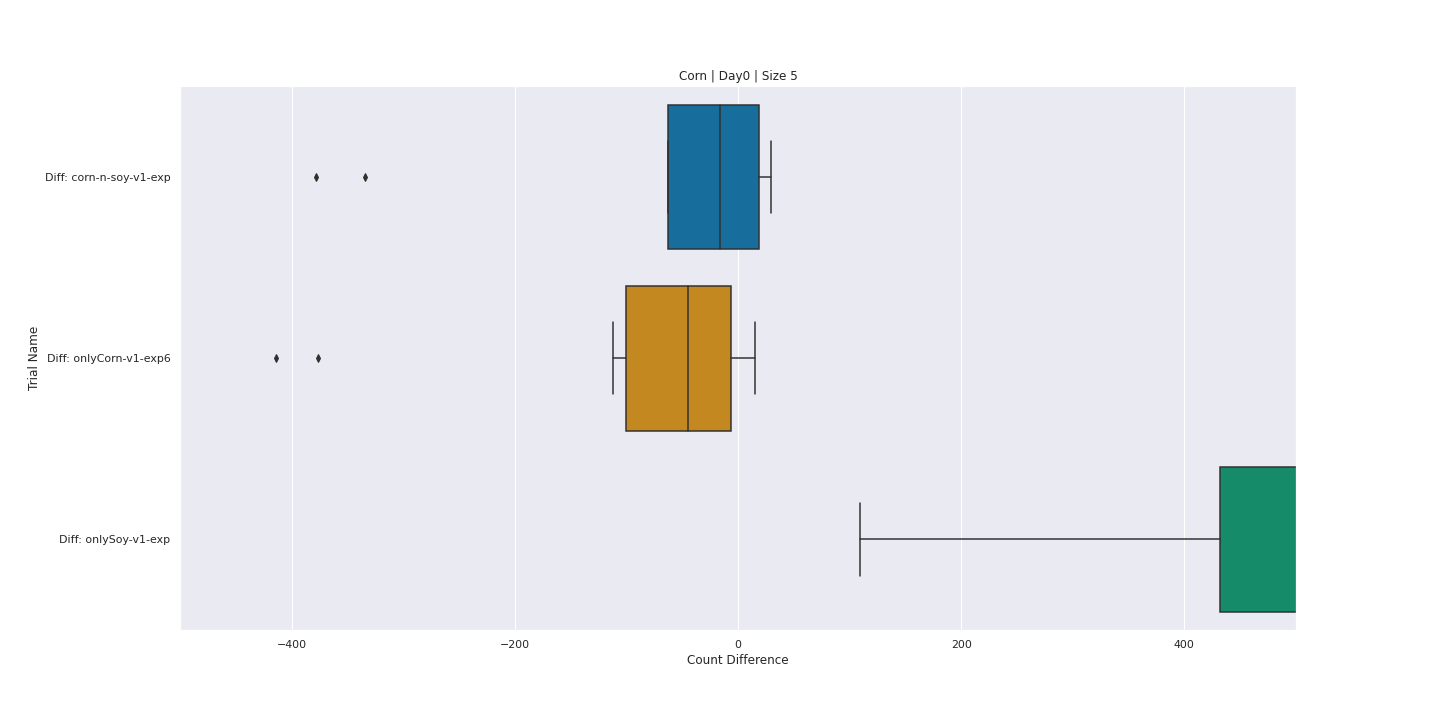 Corn | Day0 | Size 5
Diff: corn-n-soy-v1-exp
Diff: onlyCorn-v1-exp6
Diff: onlySoy-v1-exp
Trial Name
−400
−200
0
200
400
Count Difference